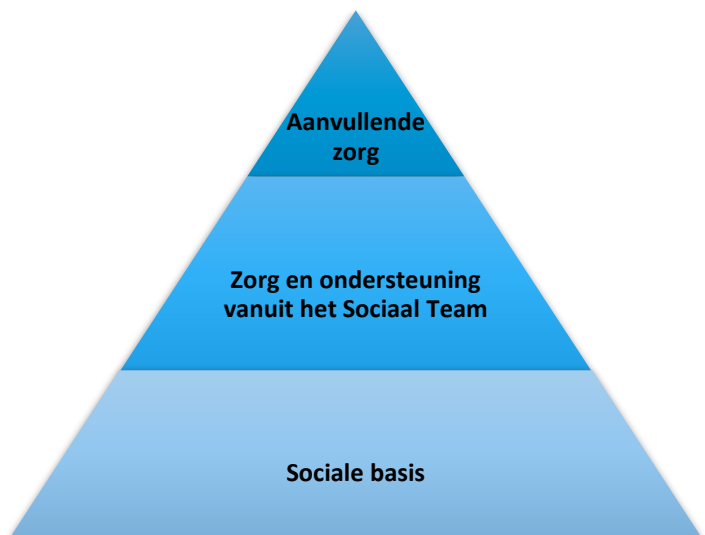 Aanvullende
zorg
Zorg en ondersteuning
vanuit het Sociaal Team
Sociale basis